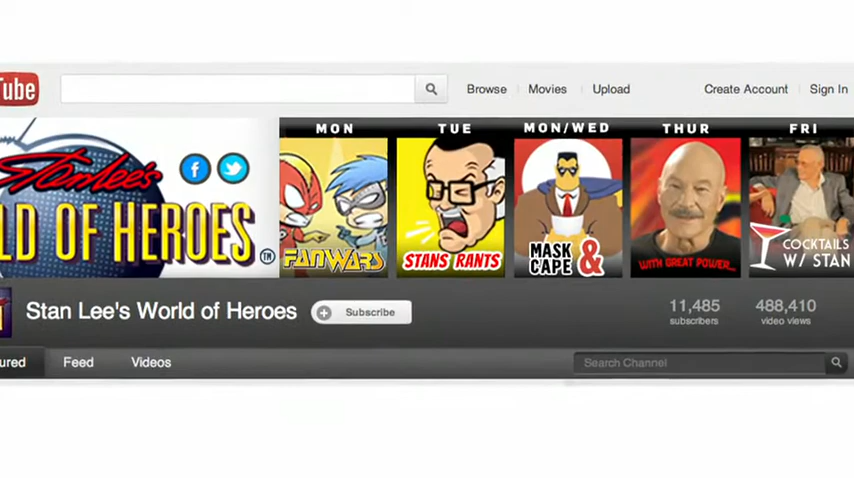 Tube
Browse
Movies
Upload
Create Account
Sign In
Stan Lee's
LD OF HEROES
TM
MON
TUE
MON/WED
THUR
FRI
FANWARS
STANS RANTS
MASK & CAPE
WITH GREAT POWER...
COCKTAILS
W/ STAN
Stan Lee's World of Heroes
Subscribe
11,485
subscribers
488,410
video views
ured
Feed
Videos
Search Channel